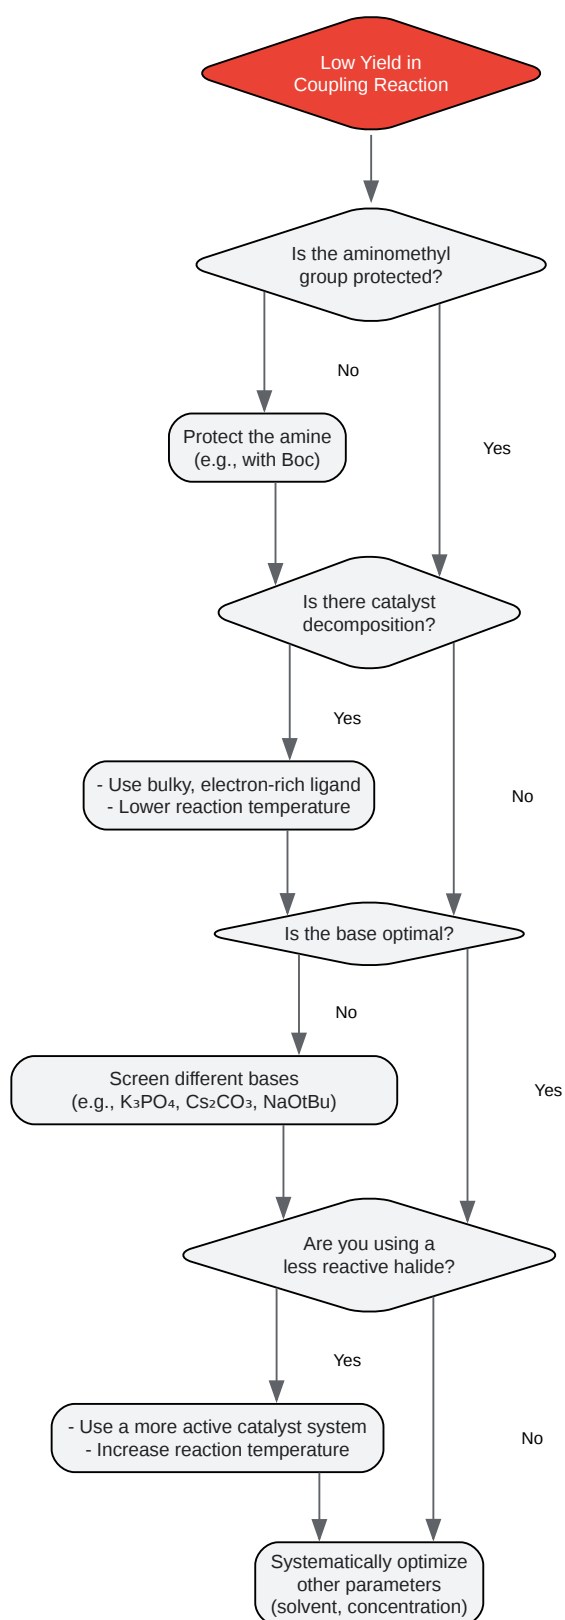 Low Yield in
Coupling Reaction
Is the aminomethyl
group protected?
No
Protect the amine
(e.g., with Boc)
Yes
Is there catalyst
decomposition?
Yes
- Use bulky, electron-rich ligand
- Lower reaction temperature
No
Is the base optimal?
No
Screen different bases
(e.g., K₃PO₄, Cs₂CO₃, NaOtBu)
Yes
Are you using a
less reactive halide?
Yes
- Use a more active catalyst system
- Increase reaction temperature
No
Systematically optimize
other parameters
(solvent, concentration)